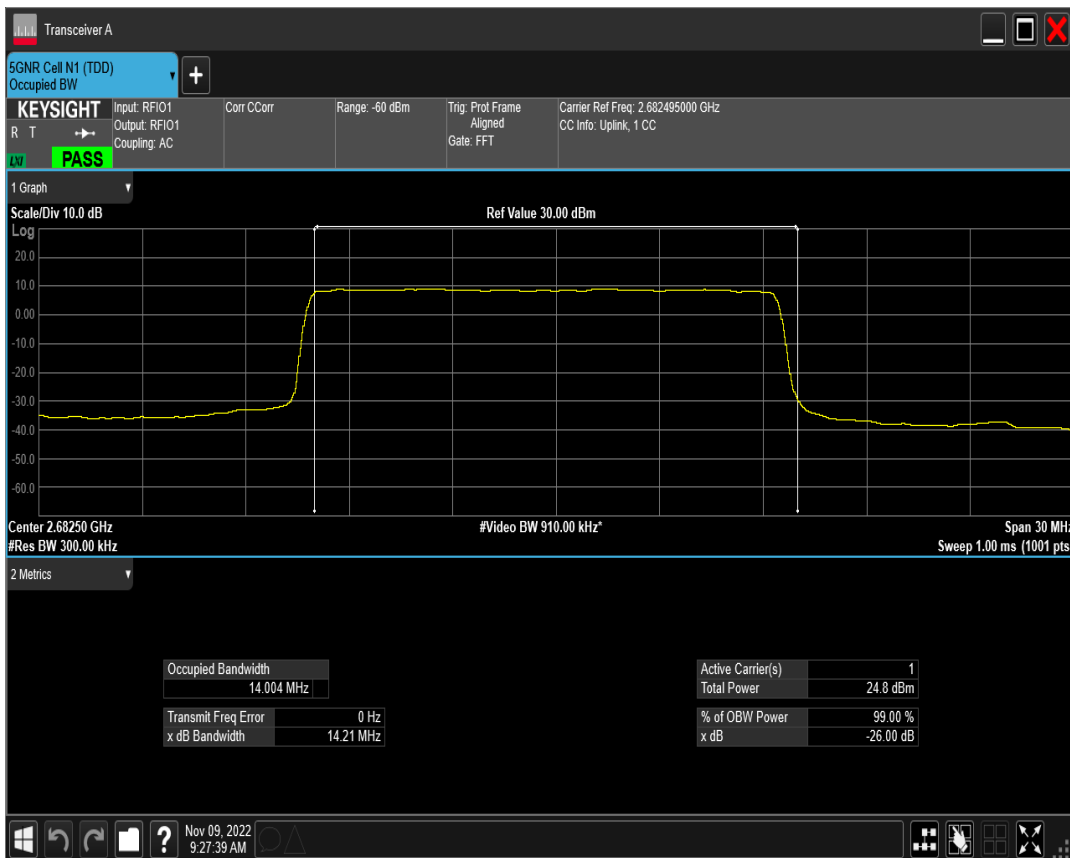 Transceiver A
5GNR Cell N1 (TDD)
Occupied BW
+
KEYSIGHT
R T
LXI
PASS
Input: RFIO1
Output: RFIO1
Coupling: AC
Corr CCorr
Range: -60 dBm
Trig: Prot Frame
Aligned
Gate: FFT
Carrier Ref Freq: 2.682495000 GHz
CC Info: Uplink, 1 CC
1 Graph
Scale/Div 10.0 dB
Ref Value 30.00 dBm
Log
20.0
10.0
0.00
-10.0
-20.0
-30.0
-40.0
-50.0
-60.0
Center 2.68250 GHz
#Video BW 910.00 kHz*
Span 30 MHz
#Res BW 300.00 kHz
Sweep 1.00 ms (1001 pts
2 Metrics
Occupied Bandwidth
14.004 MHz
Transmit Freq Error 0 Hz
x dB Bandwidth 14.21 MHz
Active Carrier(s) 1
Total Power 24.8 dBm
% of OBW Power 99.00 %
x dB -26.00 dB
?
Nov 09, 2022
9:27:39 AM